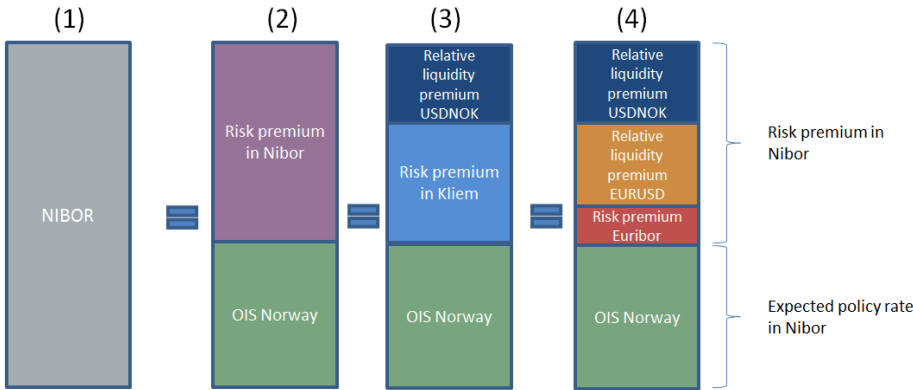 (1)
(2)
(3)
(4)
NIBOR
Risk premium
in Nibor
OIS Norway
Relative
liquidity
premium
USDNOK
Risk premium
in Kliem
OIS Norway
Relative
liquidity
premium
USDNOK
Relative
liquidity
premium
EURUSD
Risk premium
Euribor
OIS Norway
Risk premium in
Nibor
Expected policy rate
in Nibor